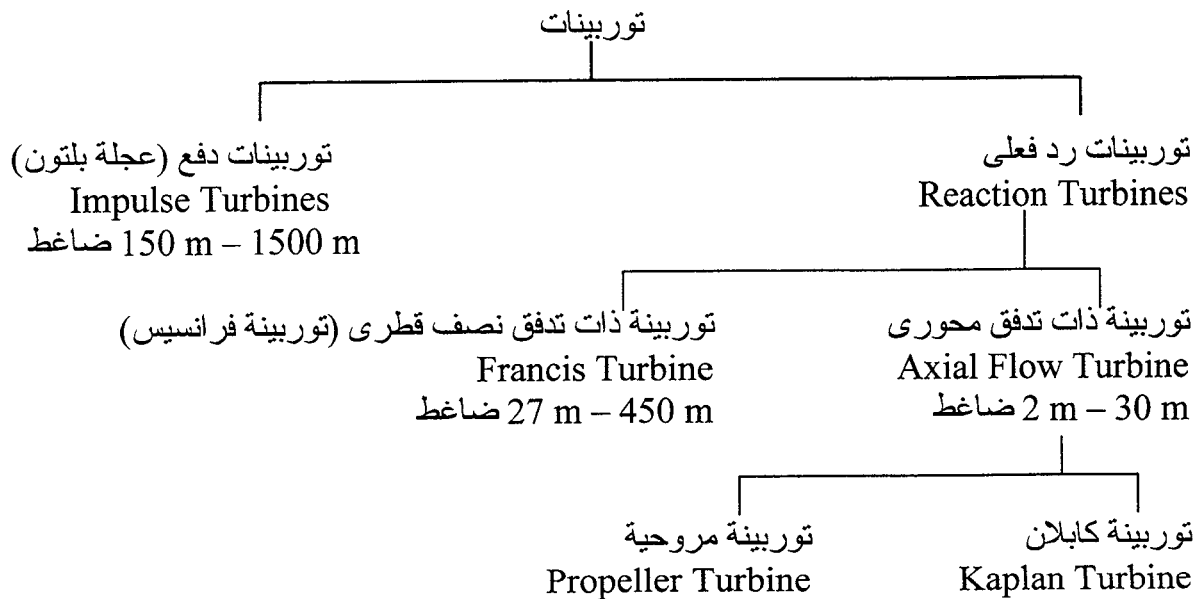 توربينات
توربينات رد فعلى
Reaction Turbines
توربينات دفع (عجلة بلتون)
Impulse Turbines
ضاغط 150 m – 1500 m
توربينة ذات تدفق محورى
Axial Flow Turbine
ضاغط 2 m – 30 m
توربينة ذات تدفق نصف قطرى (توربينة فرانسيس)
Francis Turbine
ضاغط 27 m – 450 m
توربينة كابلان
Kaplan Turbine
توربينة مروحية
Propeller Turbine